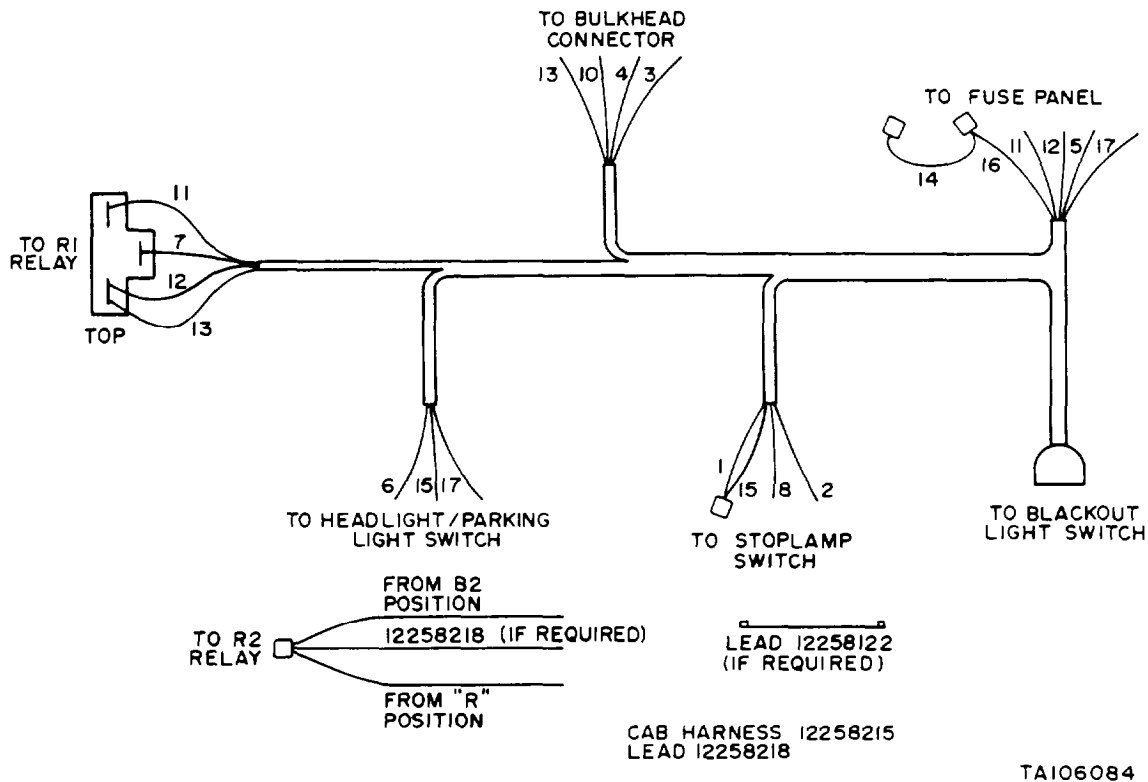 TO BULKHEAD
CONNECTOR
13 10 4 3
TO FUSE PANEL
11 12 5 17
16
14
11
7
12
13
TO R1
RELAY
TOP
6 15 17
TO HEADLIGHT/PARKING
LIGHT SWITCH
1 15 8 2
TO STOPLAMP
SWITCH
TO BLACKOUT
LIGHT SWITCH
FROM B2
POSITION
TO R2
RELAY
12258218 (IF REQUIRED)
FROM "R"
POSITION
LEAD 12258122
(IF REQUIRED)
CAB HARNESS 12258215
LEAD 12258218
TA106084